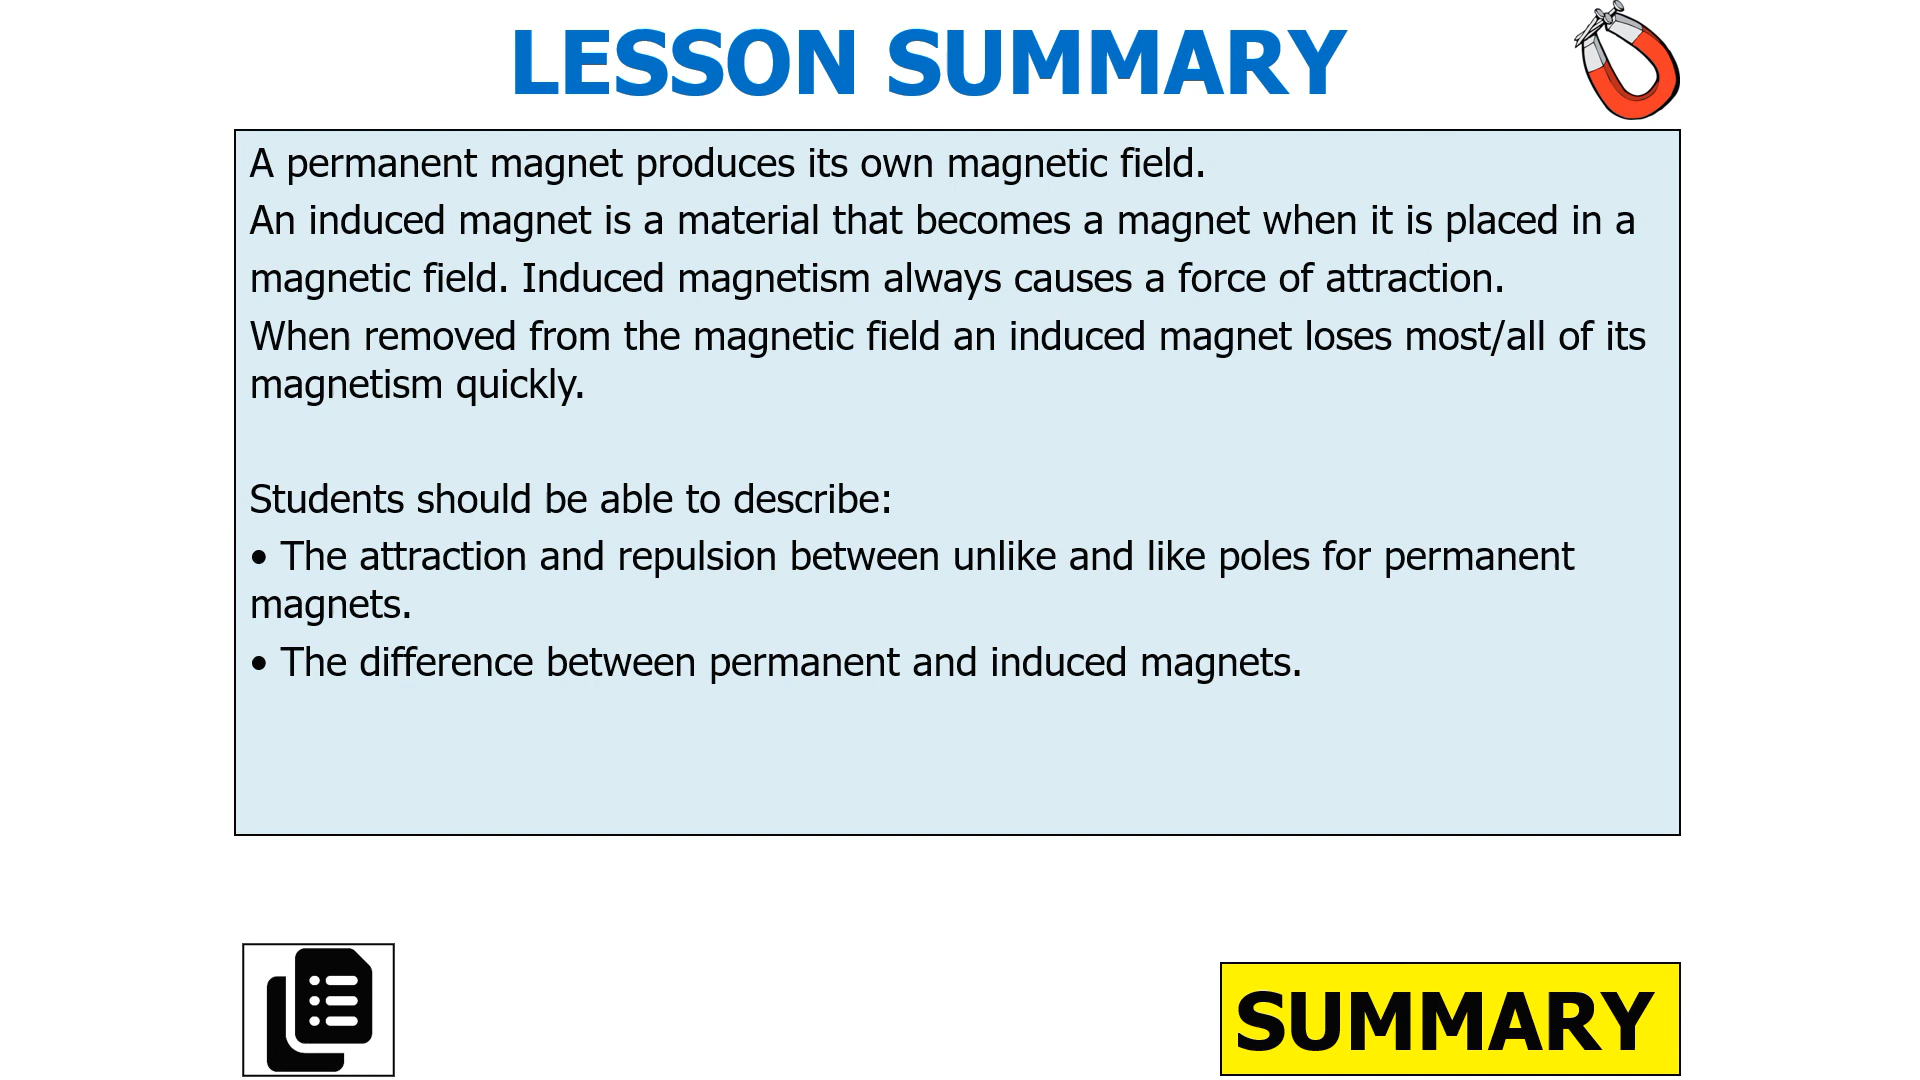 LESSON SUMMARY
A permanent magnet produces its own magnetic field.
An induced magnet is a material that becomes a magnet when it is placed in a
magnetic field. Induced magnetism always causes a force of attraction.
When removed from the magnetic field an induced magnet loses most/all of its
magnetism quickly.
Students should be able to describe:
• The attraction and repulsion between unlike and like poles for permanent
magnets.
• The difference between permanent and induced magnets.
SUMMARY